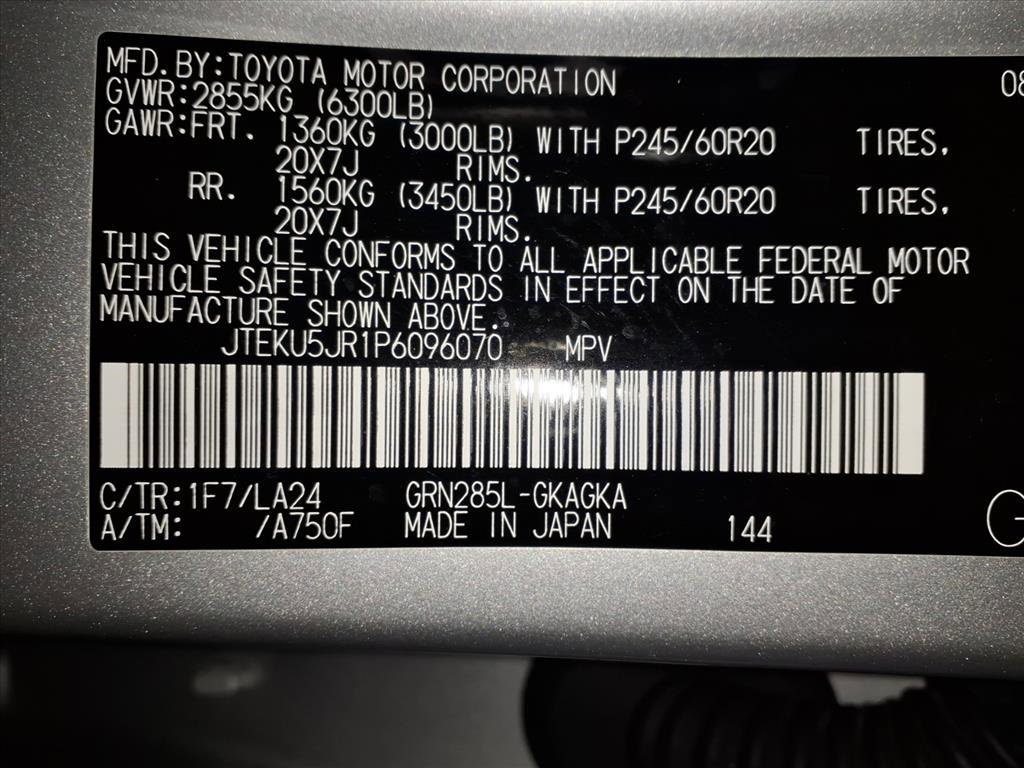 MFD.BY:TOYOTA MOTOR CORPORATION 08
GVWR:2855KG (6300LB)
GAWR:FRT. 1360KG (3000LB) WITH P245/60R20 TIRES,
20X7J RIMS.
RR. 1560KG (3450LB) WITH P245/60R20 TIRES,
20X7J RIMS.
THIS VEHICLE CONFORMS TO ALL APPLICABLE FEDERAL MOTOR
VEHICLE SAFETY STANDARDS IN EFFECT ON THE DATE OF
MANUFACTURE SHOWN ABOVE.
JTEKU5JR1P6096070 MPV
C/TR:1F7/LA24 GRN285L-GKAGKA
A/TM: /A750F MADE IN JAPAN 144